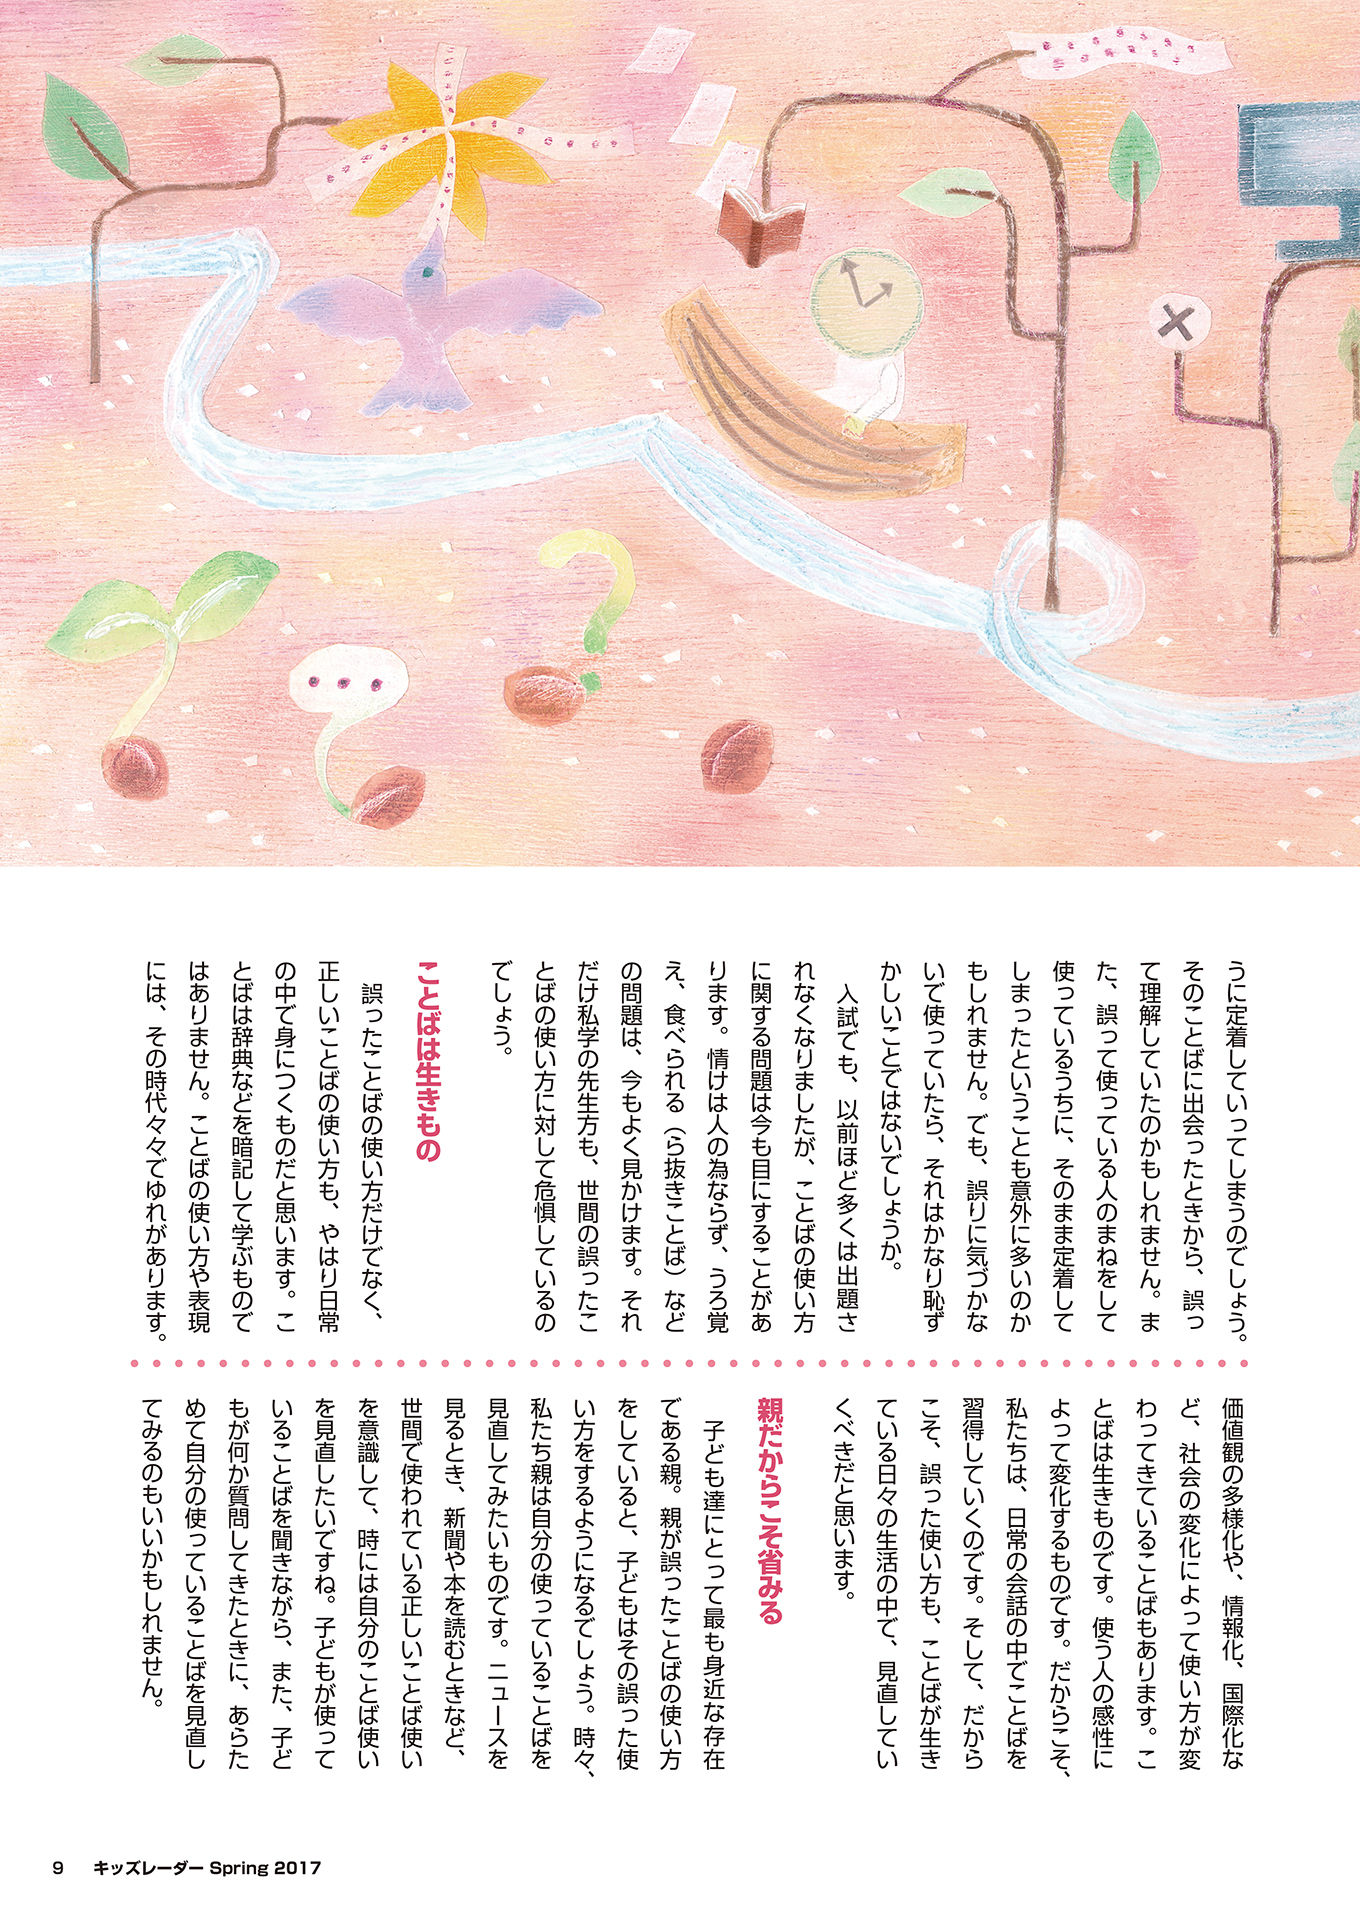 うに定着していってしまうのでしょう。
そのことばに出会ったときから、誤っ
て理解していたのかもしれません。ま
た、誤って使っている人のまねをして
使っているうちに、そのまま定着して
しまったということも意外に多いのか
もしれません。でも、誤りに気づかな
いで使っていたら、それはかなり恥ず
かしいことではないでしょうか。
　入試でも、以前ほど多くは出題さ
れなくなりましたが、ことばの使い方
に関する問題は今も目にすることがあ
ります。情けは人の為ならず、うろ覚
え、食べられる（ら抜きことば）など
の問題は、今もよく見かけます。それ
だけ私学の先生方も、世間の誤ったこ
とばの使い方に対して危惧しているの
でしょう。
ことばは生きもの
　誤ったことばの使い方だけでなく、
正しいことばの使い方も、やはり日常
の中で身につくものだと思います。こ
とばは辞典などを暗記して学ぶもので
はありません。ことばの使い方や表現
には、その時代々々でゆれがあります。
価値観の多様化や、情報化、国際化な
ど、社会の変化によって使い方が変
わってきていることばもあります。こ
とばは生きものです。使う人の感性に
よって変化するものです。だからこそ、
私たちは、日常の会話の中でことばを
習得していくのです。そして、だから
こそ、誤った使い方も、ことばが生き
ている日々の生活の中で、見直してい
くべきだと思います。
親だからこそ省みる
　子ども達にとって最も身近な存在
である親。親が誤ったことばの使い方
をしていると、子どもはその誤った使
い方をするようになるでしょう。時々、
私たち親は自分の使っていることばを
見直してみたいものです。ニュースを
見るとき、新聞や本を読むときなど、
世間で使われている正しいことば使い
を意識して、時には自分のことば使い
を見直したいですね。子どもが使って
いることばを聞きながら、また、子ど
もが何か質問してきたときに、あらた
めて自分の使っていることばを見直し
てみるのもいいかもしれません。
9 キッズレーダー Spring 2017